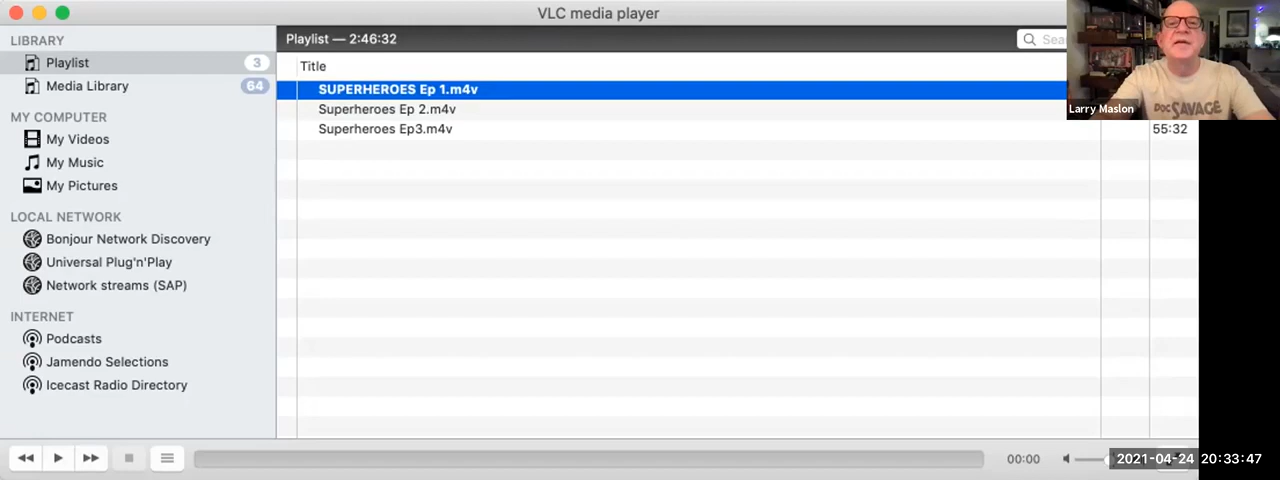 VLC media player
LIBRARY
Playlist 3
Media Library 64
MY COMPUTER
My Videos
My Music
My Pictures
LOCAL NETWORK
Bonjour Network Discovery
Universal Plug'n'Play
Network streams (SAP)
INTERNET
Podcasts
Jamendo Selections
Icecast Radio Directory
Playlist — 2:46:32
Title
SUPERHEROES Ep 1.m4v
Superheroes Ep 2.m4v
Superheroes Ep3.m4v 55:32
DOC SAVAGE
Larry Maslon
00:00
2021-04-24 20:33:47